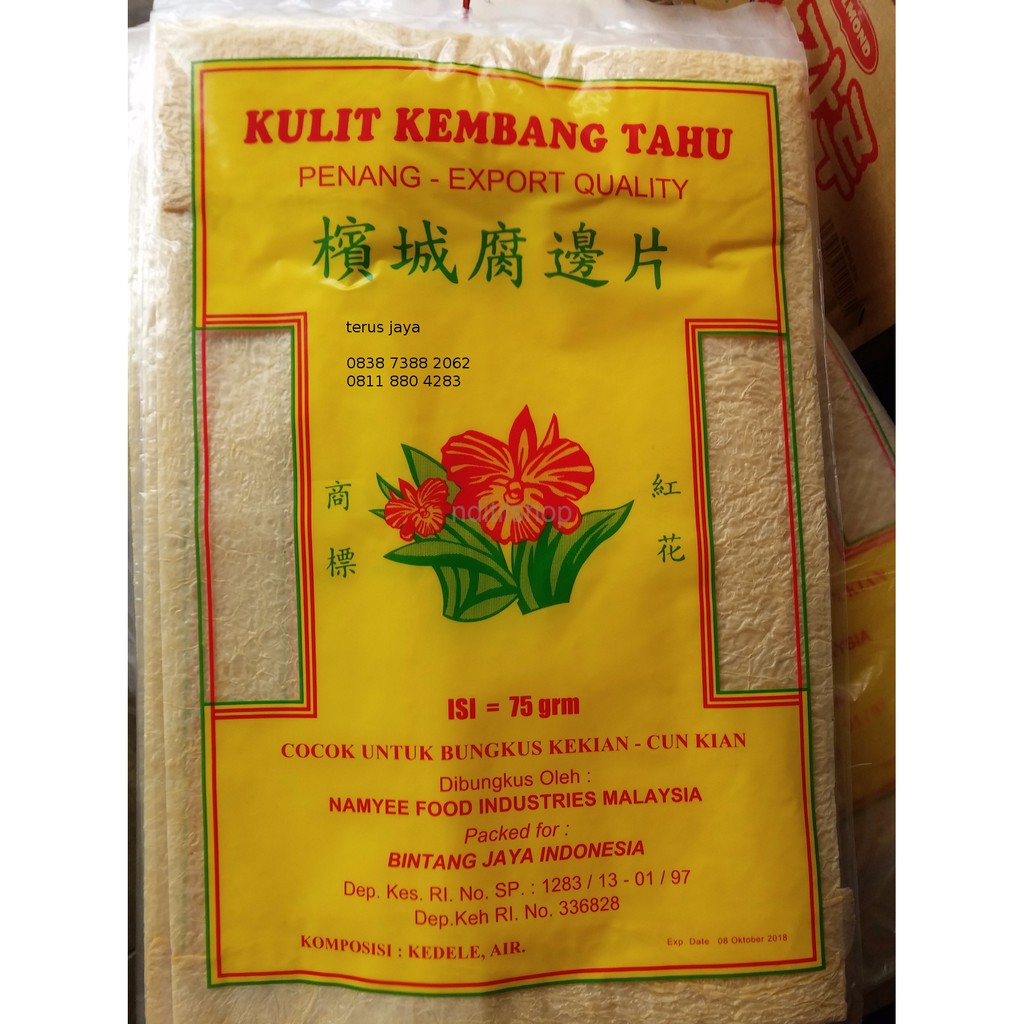 KULIT KEMBANG TAHU
PENANG - EXPORT QUALITY
檳城腐邊片
terus jaya
0838 7388 2062
0811 880 4283
商標
紅花
ISI = 75 grm
COCOK UNTUK BUNGKUS KEKIAN - CUN KIAN
Dibungkus Oleh :
NAMYEE FOOD INDUSTRIES MALAYSIA
Packed for :
BINTANG JAYA INDONESIA
Dep. Kes. RI. No. SP. : 1283 / 13 - 01 / 97
Dep.Keh RI. No. 336828
KOMPOSISI : KEDELE, AIR.
Exp. Date: 08 Oktober 2018